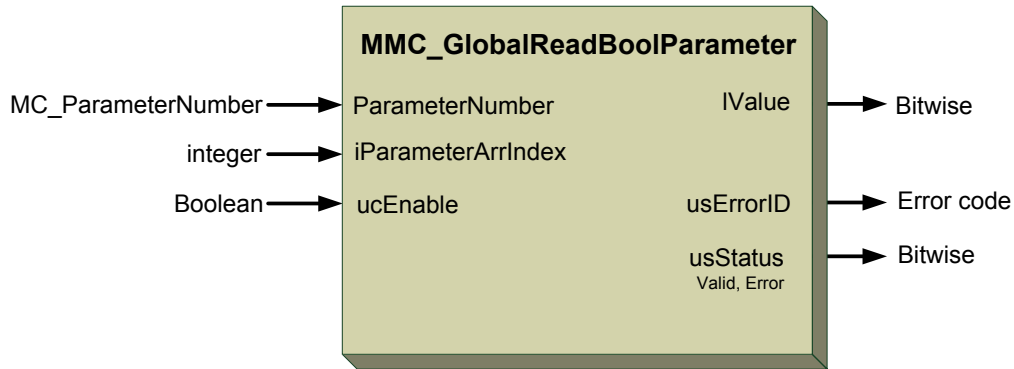 MMC_GlobalReadBoolParameter
MC_ParameterNumber ParameterNumber lValue Bitwise
integer iParameterArrIndex
Boolean ucEnable usErrorID Error code
usStatus Bitwise
Valid, Error